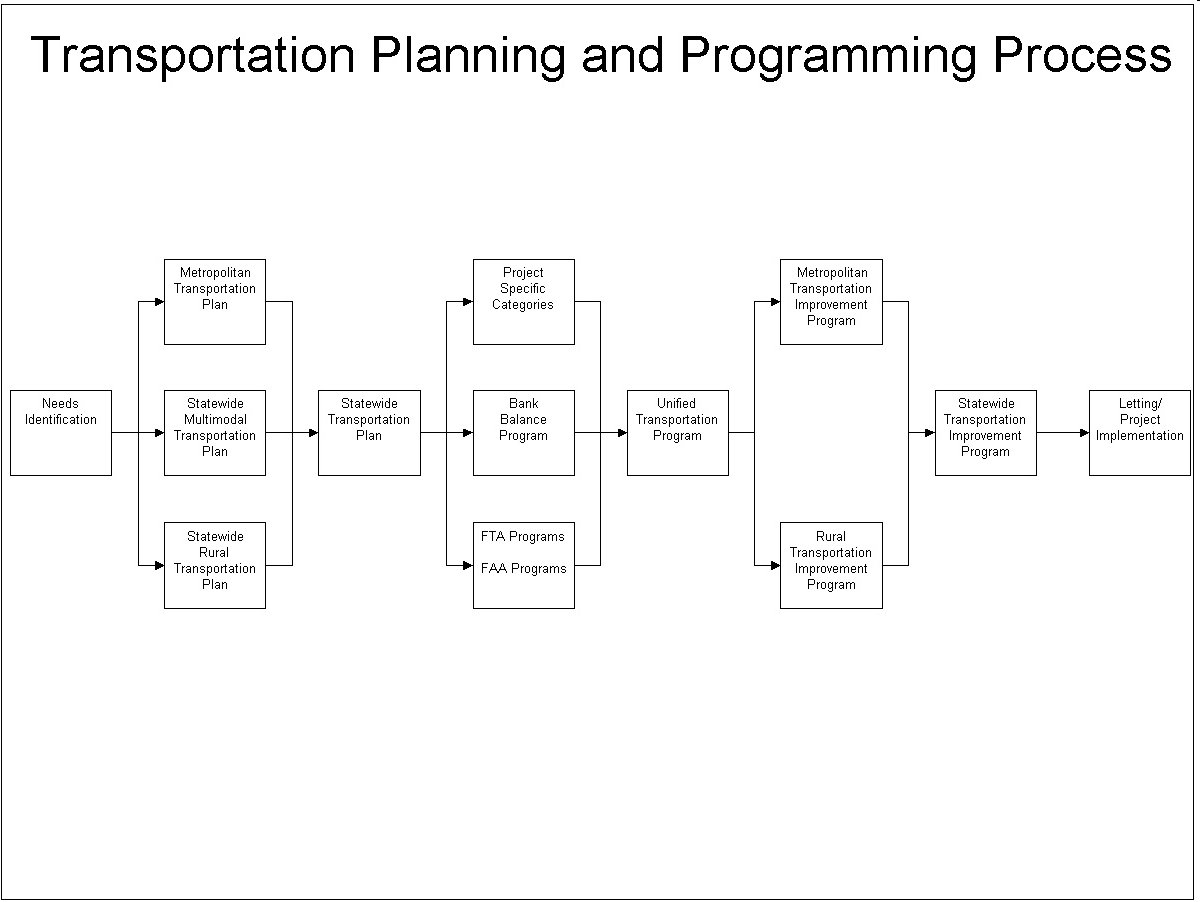 Transportation Planning and Programming Process
Needs
Identification
Metropolitan
Transportation
Plan
Statewide
Multimodal
Transportation
Plan
Statewide
Rural
Transportation
Plan
Statewide
Transportation
Plan
Project
Specific
Categories
Bank
Balance
Program
FTA Programs
FAA Programs
Unified
Transportation
Program
Metropolitan
Transportation
Improvement
Program
Rural
Transportation
Improvement
Program
Statewide
Transportation
Improvement
Program
Letting/
Project
Implementation